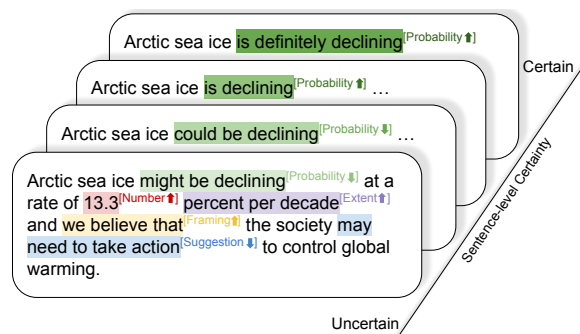 Arctic sea ice is definitely declining[Probability⬆]
Certain
Arctic sea ice is declining[Probability⬆] …
Arctic sea ice could be declining[Probability⬇] …
Arctic sea ice might be declining[Probability⬇] at a
rate of 13.3[Number⬆] percent per decade[Extent⬆]
and we believe that[Framing⬆] the society may
need to take action[Suggestion⬇] to control global
warming.
Sentence-level Certainty
Uncertain